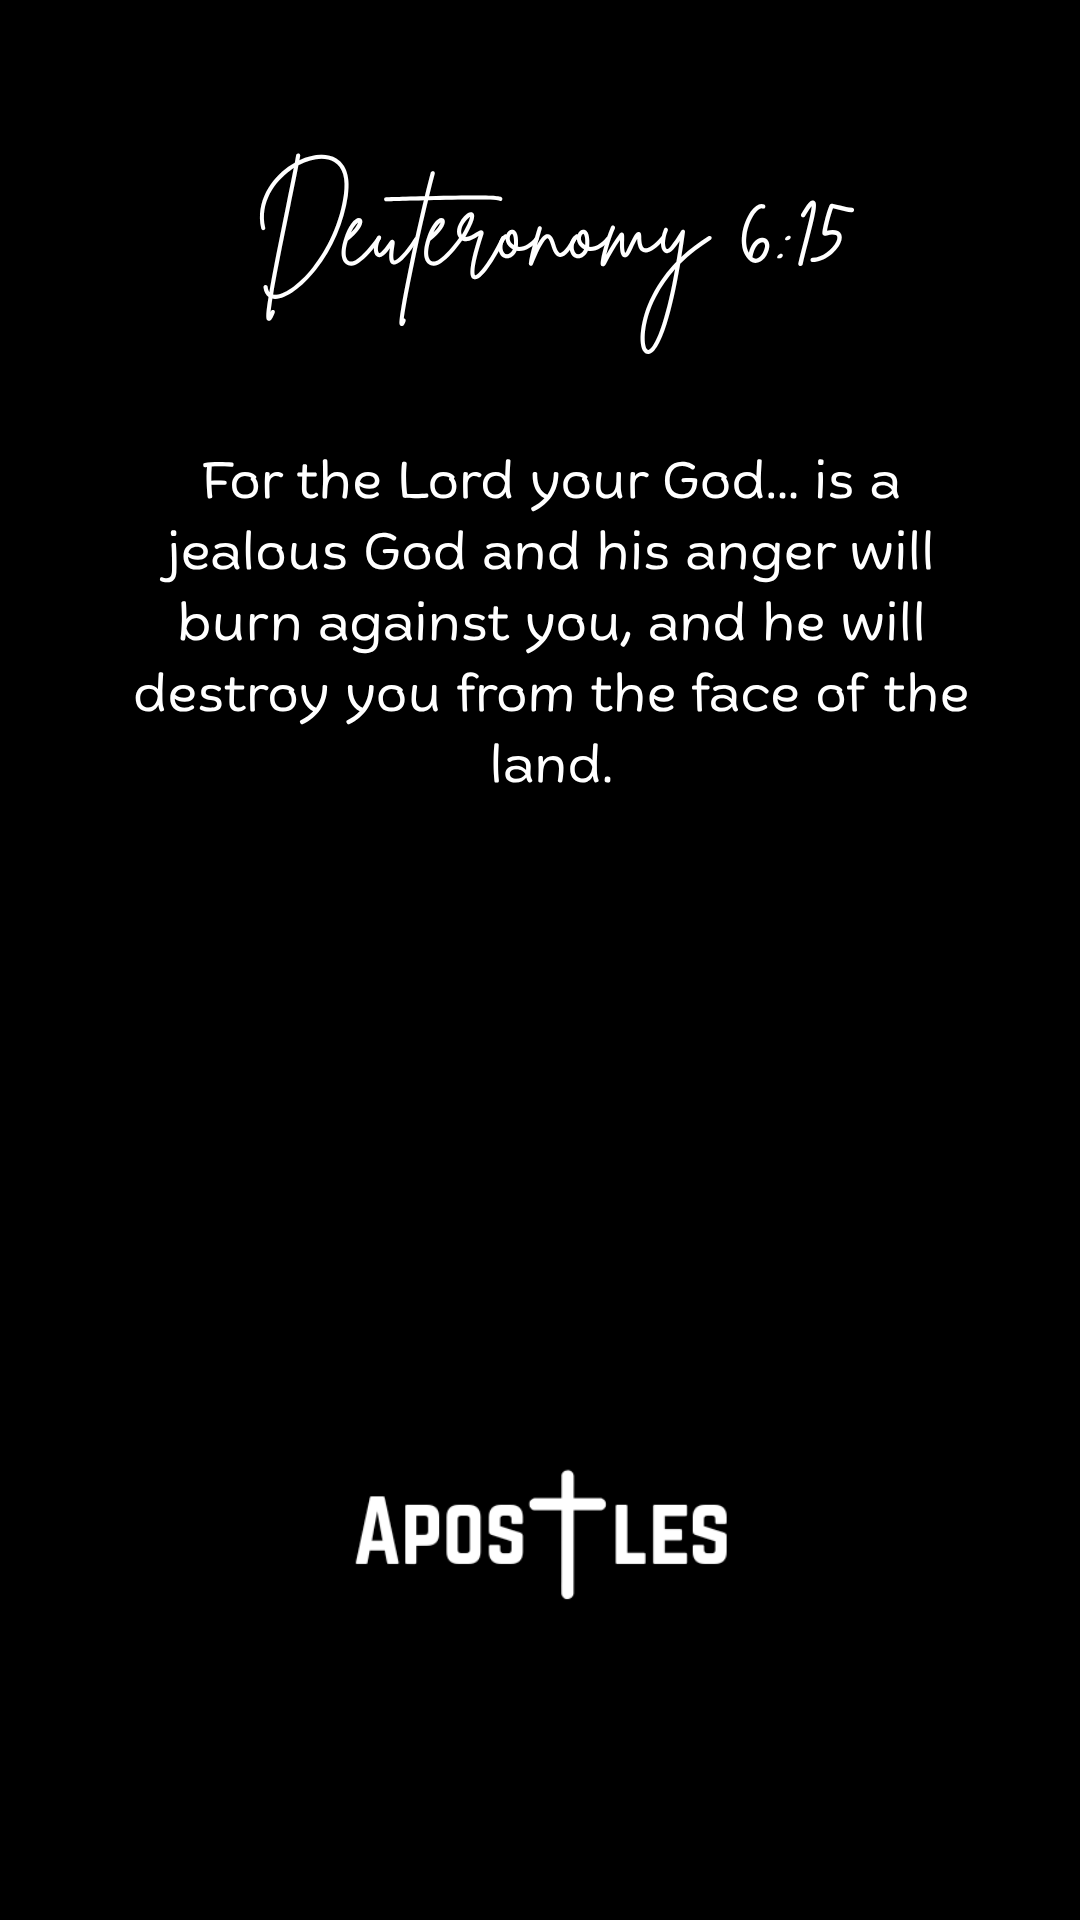 Deuteronomy 6:15
For the Lord your God... is a
jealous God and his anger will
burn against you, and he will
destroy you from the face of the
land.
APOSTLES